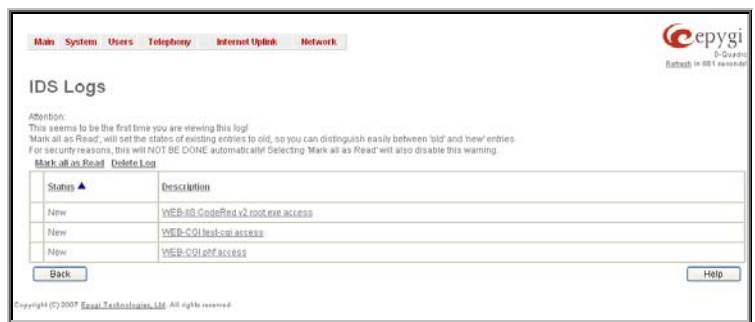 Main System Users Telephony Internet Uplink Network
epygi
D-Quadro
Refresh in 881 seconds!
IDS Logs
Attention:
This seems to be the first time you are viewing this log!
'Mark all as Read', will set the states of existing entries to old, so you can distinguish easily between 'old' and 'new' entries
For security reasons, this will NOT BE DONE automatically! Selecting 'Mark all as Read' will also disable this warning.
Mark all as Read Delete Log
Status Description
New WEB-IIS CodeRed v2 root.exe access
New WEB-CGI test-cgi access
New WEB-CGI phf access
Back Help
Copyright (C) 2007 Epygi Technologies, Ltd. All rights reserved.